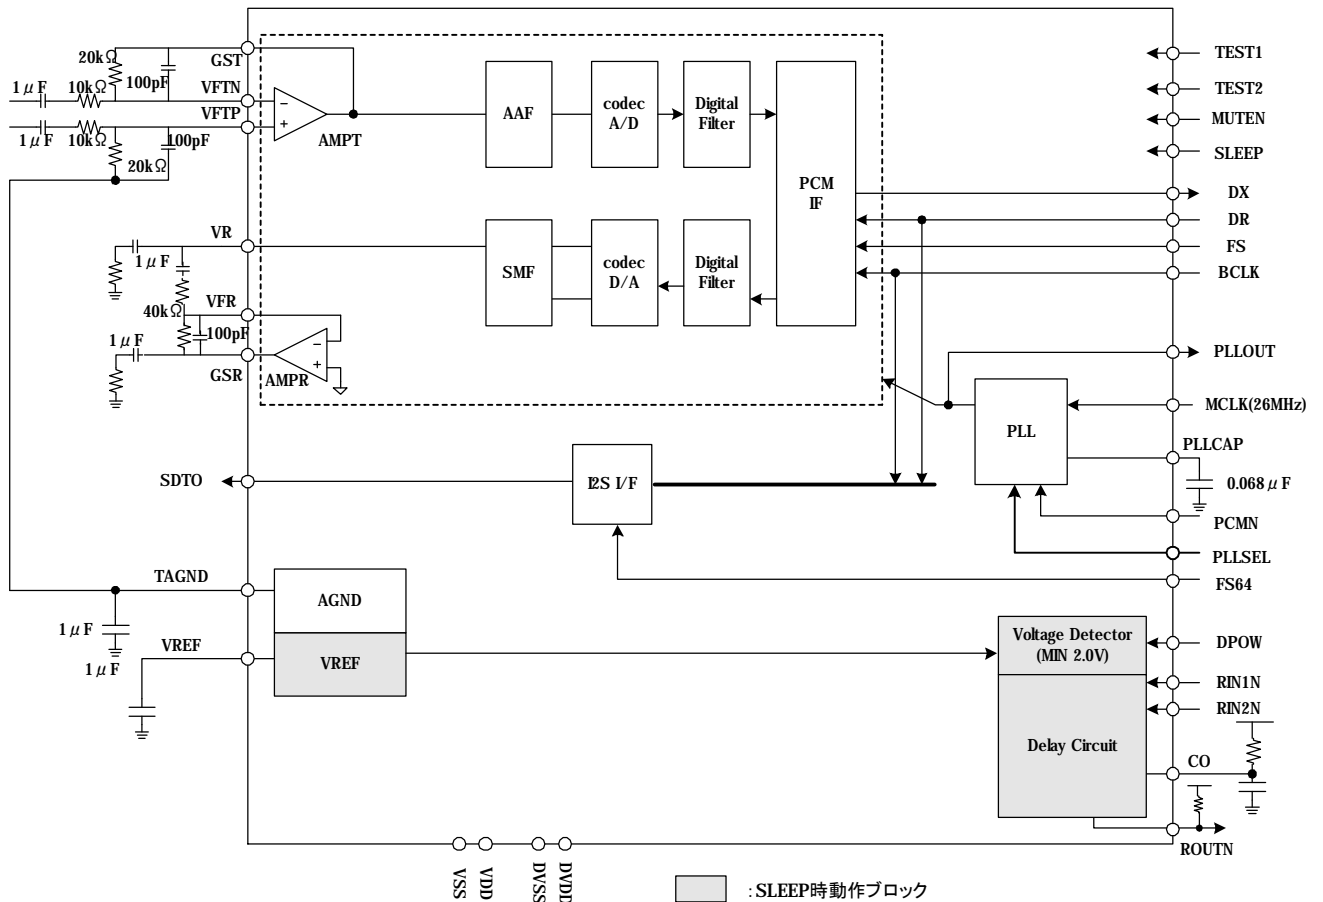 20kΩ
GST
1μF
10kΩ
100pF
VFTN
VFTP
1μF
10kΩ
100pF
20kΩ
AMPT
AAF
codec
A/D
Digital
Filter
PCM
IF
TEST1
TEST2
MUTEN
SLEEP
DX
DR
FS
BCLK
VR
1μF
SMF
codec
D/A
Digital
Filter
VFR
40kΩ
100pF
1μF
GSR
AMPR
PLLOUT
MCLK(26MHz)
PLL
PLLCAP
0.068μF
PCMN
PLLSEL
FS64
SDTO
I2S I/F
TAGND
AGND
1μF
VREF
VREF
1μF
Voltage Detector
(MIN 2.0V)
DPOW
RIN1N
RIN2N
Delay Circuit
CO
ROUTN
VSS
VDD
DVSS
DVDD
:SLEEP時動作ブロック
-
+
-
+